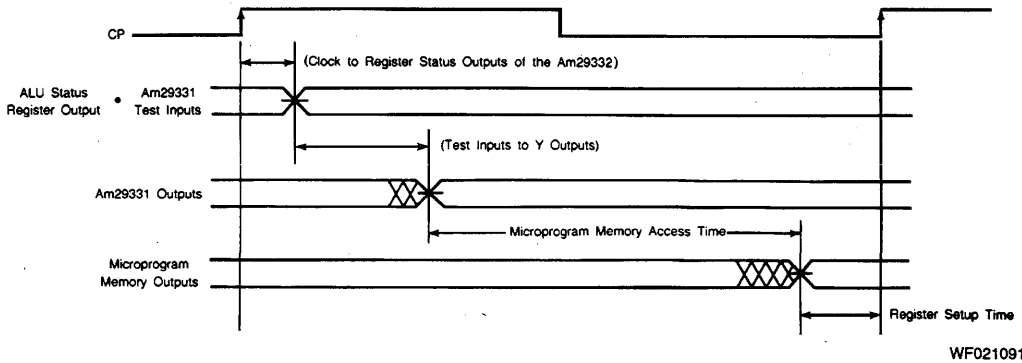 CP
(Clock to Register Status Outputs of the Am29332)
ALU Status Register Output • Am29331 Test Inputs
(Test Inputs to Y Outputs)
Am29331 Outputs
Microprogram Memory Access Time
Microprogram
Memory Outputs
Register Setup Time
WF021091